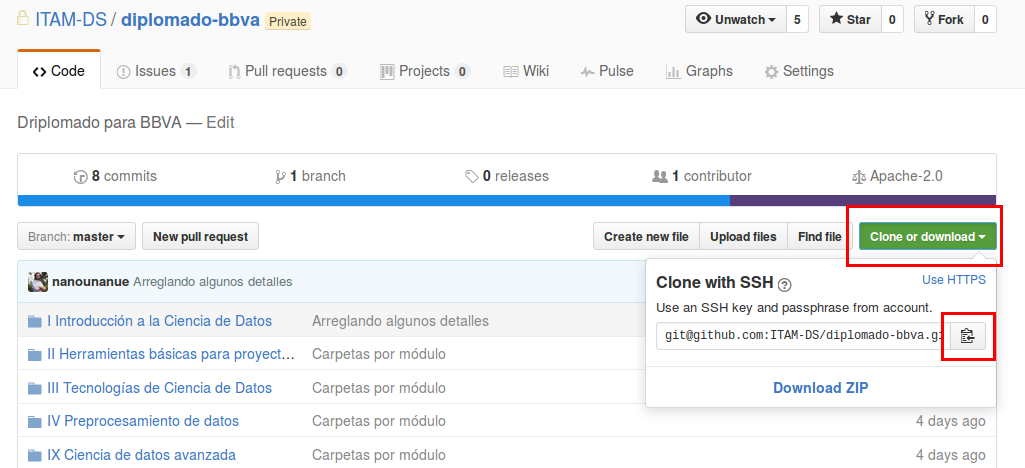 ITAM-DS / diplomado-bbva Private Unwatch 5 Star 0 Fork 0
Code Issues 1 Pull requests 0 Projects 0 Wiki Pulse Graphs Settings
Driplomado para BBVA — Edit
8 commits 1 branch 0 releases 1 contributor Apache-2.0
Branch: master New pull request Create new file Upload files Find file Clone or download
nanounanue Arreglando algunos detalles
Clone with SSH ? Use HTTPS
Use an SSH key and passphrase from account.
git@github.com:ITAM-DS/diplomado-bbva.gi
Download ZIP
I Introducción a la Ciencia de Datos Arreglando algunos detalles
II Herramientas básicas para proyect... Carpetas por módulo
III Tecnologías de Ciencia de Datos Carpetas por módulo
IV Preprocesamiento de datos Carpetas por módulo 4 days ago
IX Ciencia de datos avanzada Carpetas por módulo 4 days ago